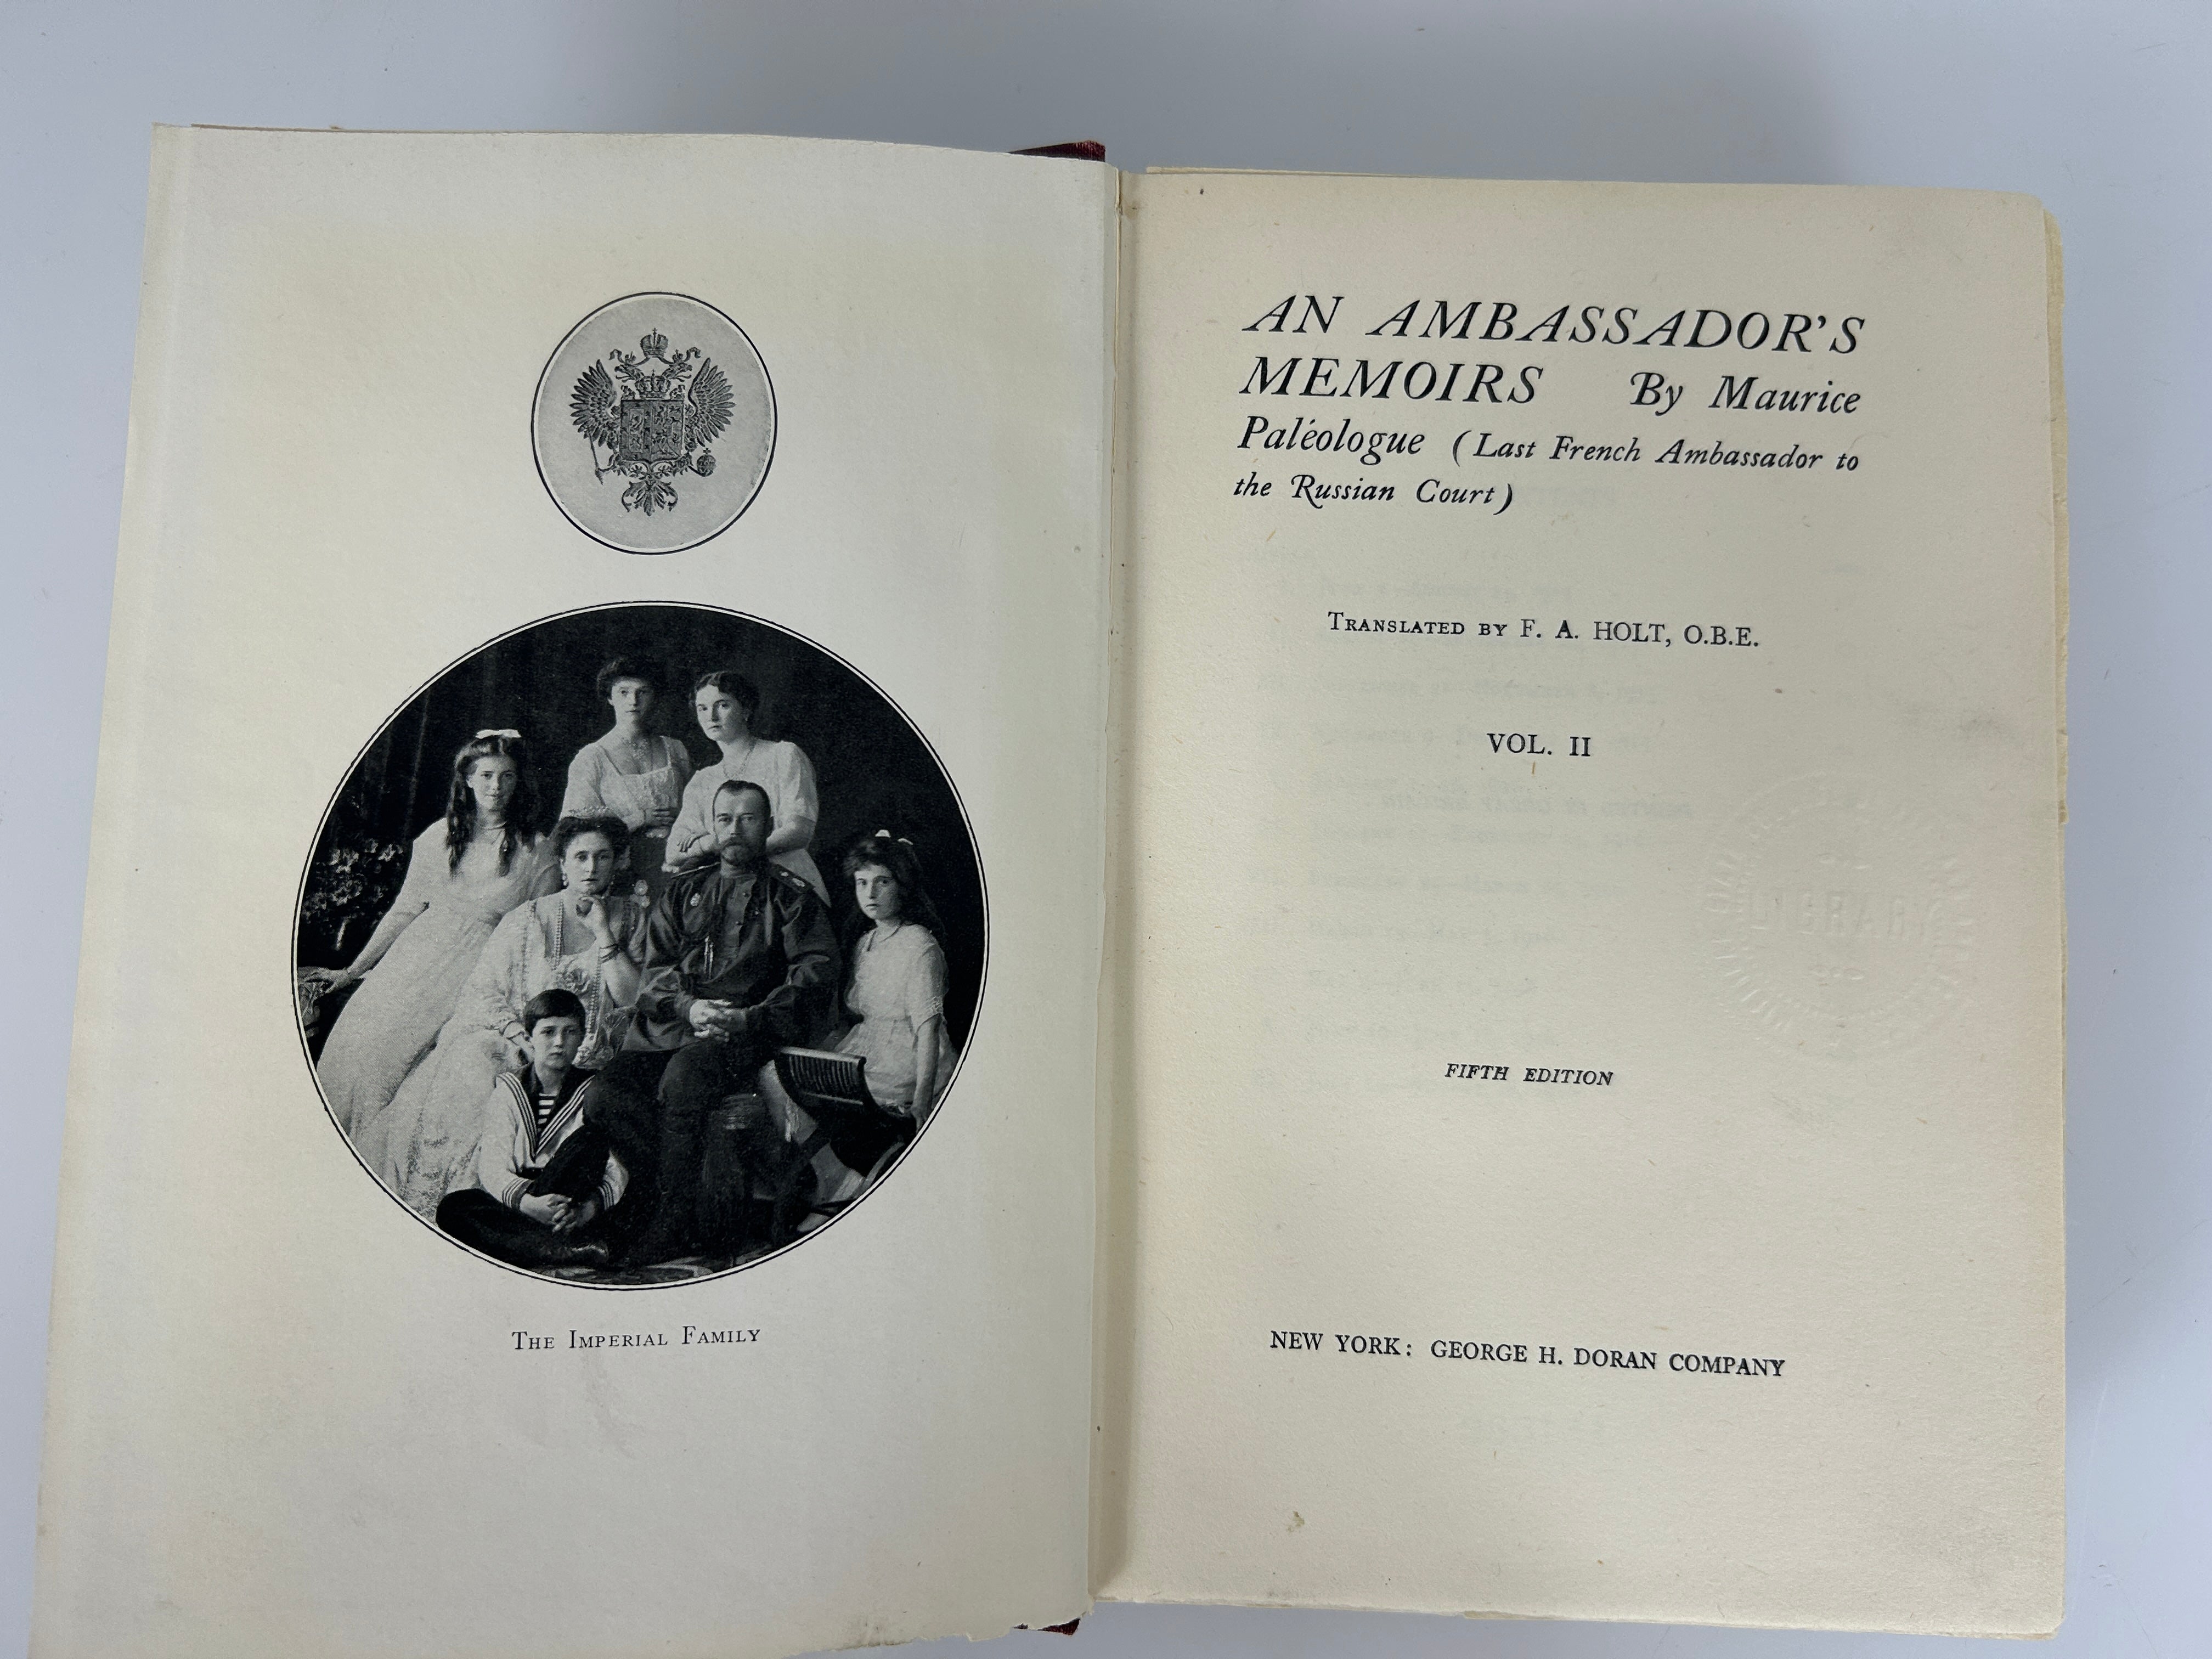 THE IMPERIAL FAMILY
AN AMBASSADOR'S
MEMOIRS By Maurice
Paléologue (Last French Ambassador to
the Russian Court)
TRANSLATED BY F. A. HOLT, O.B.E.
VOL. II
LIBRARY
FIFTH EDITION
NEW YORK: GEORGE H. DORAN COMPANY